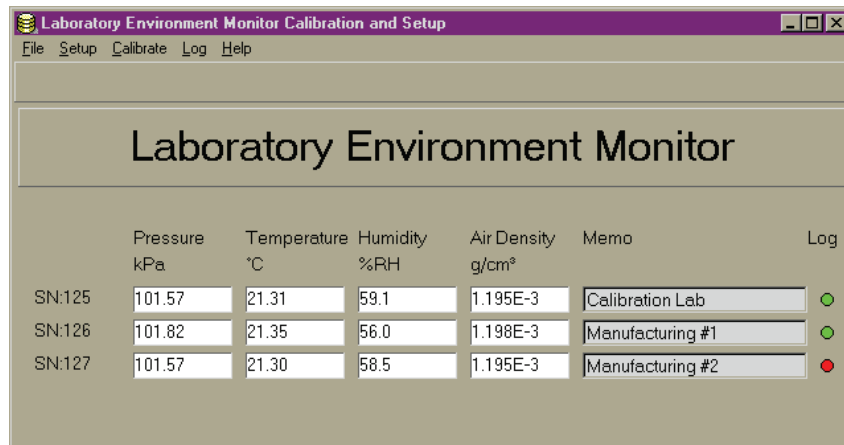 Laboratory Environment Monitor Calibration and Setup
File Setup Calibrate Log Help
Laboratory Environment Monitor
Pressure Temperature Humidity Air Density Memo Log
kPa °C %RH g/cm³
SN:125 101.57 21.31 59.1 1.195E-3 Calibration Lab
SN:126 101.82 21.35 56.0 1.198E-3 Manufacturing #1
SN:127 101.57 21.30 58.5 1.195E-3 Manufacturing #2